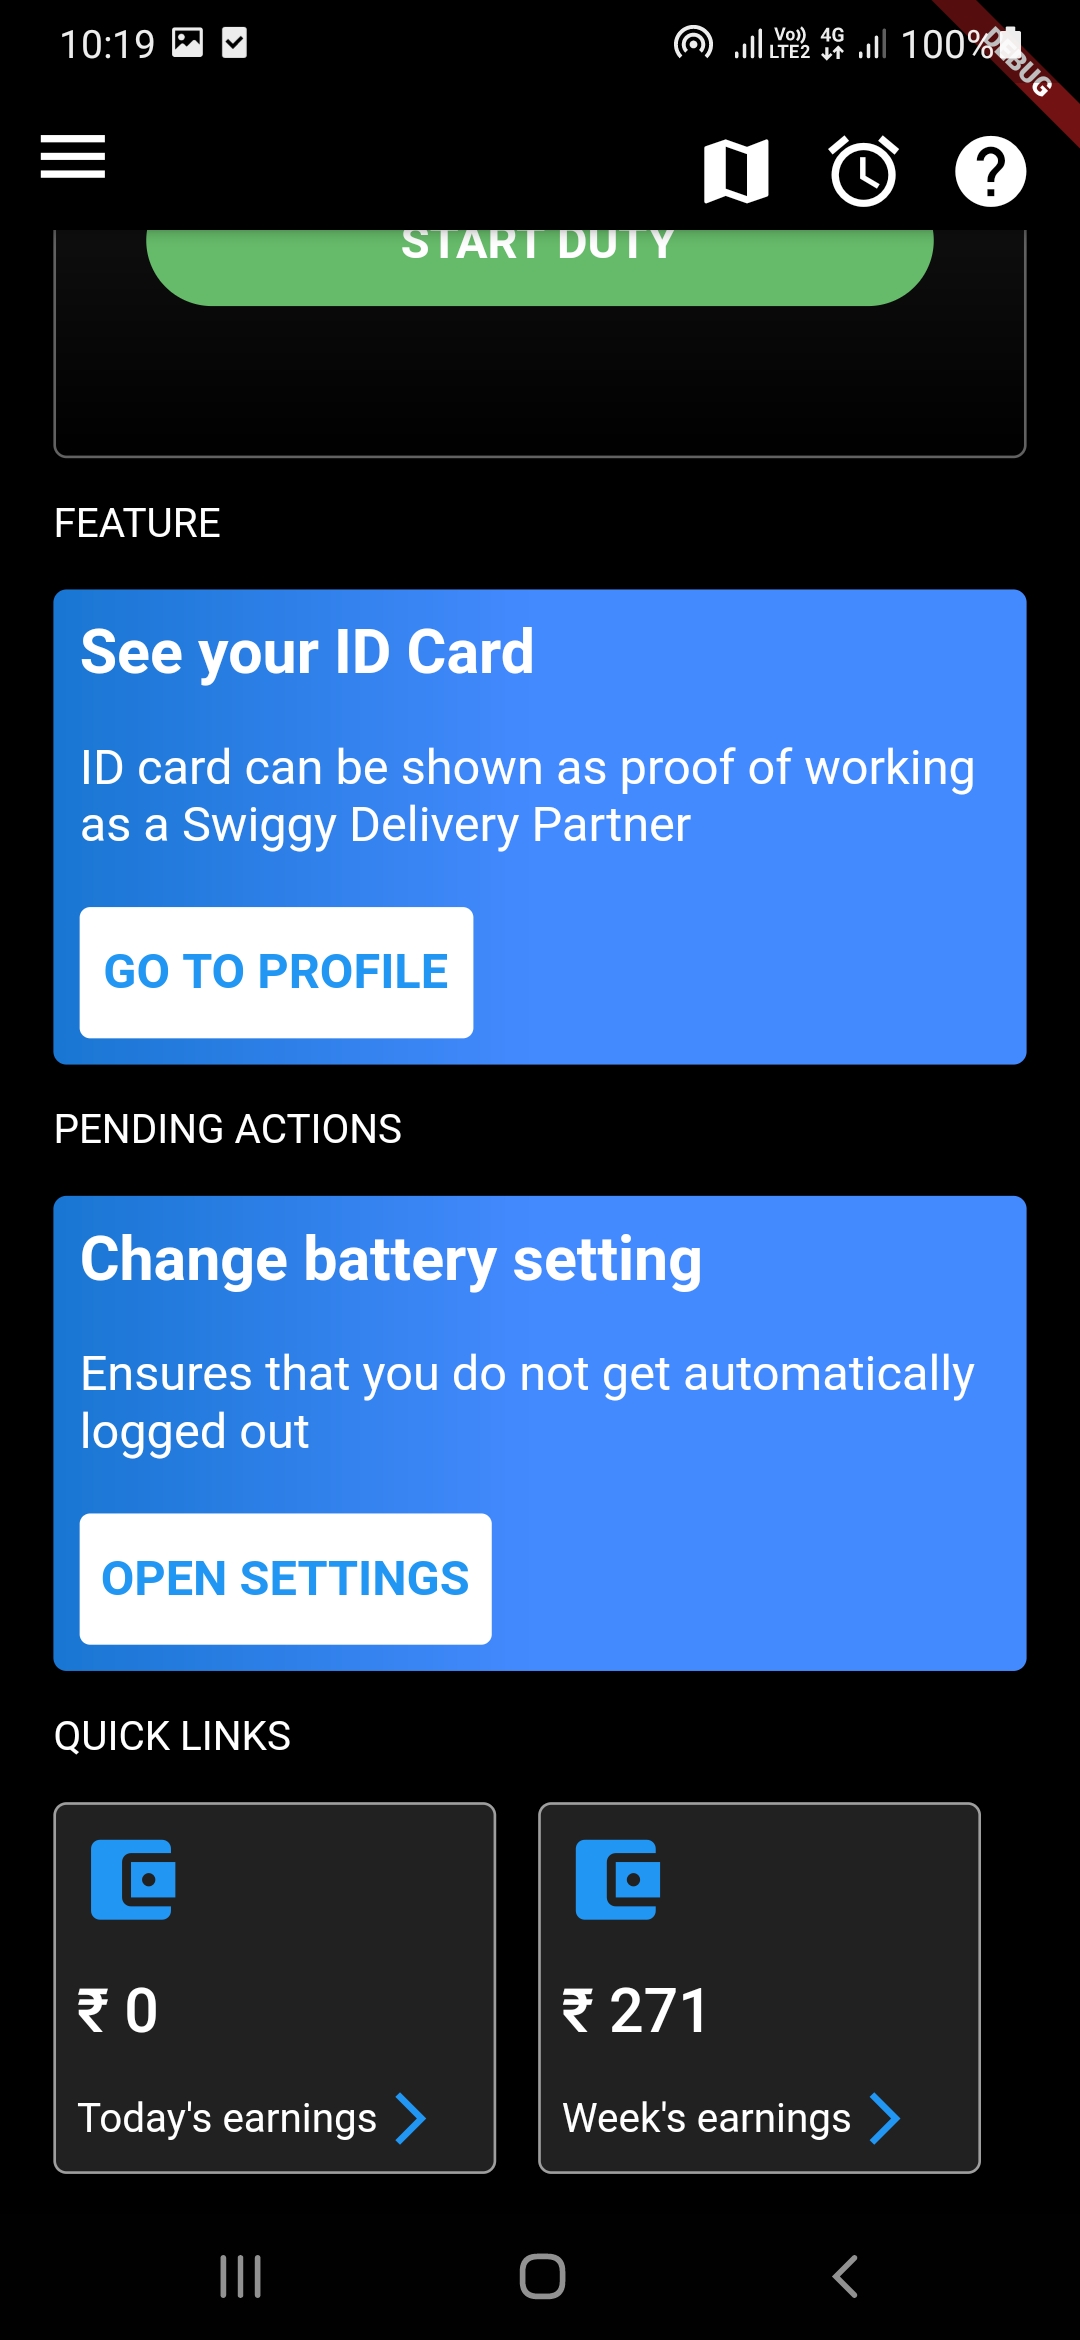 10:19
Vo)) LTE2 4G 100%
DEBUG
START DUTY
FEATURE
See your ID Card
ID card can be shown as proof of working
as a Swiggy Delivery Partner
GO TO PROFILE
PENDING ACTIONS
Change battery setting
Ensures that you do not get automatically
logged out
OPEN SETTINGS
QUICK LINKS
₹ 0
₹ 271
Today's earnings
Week's earnings